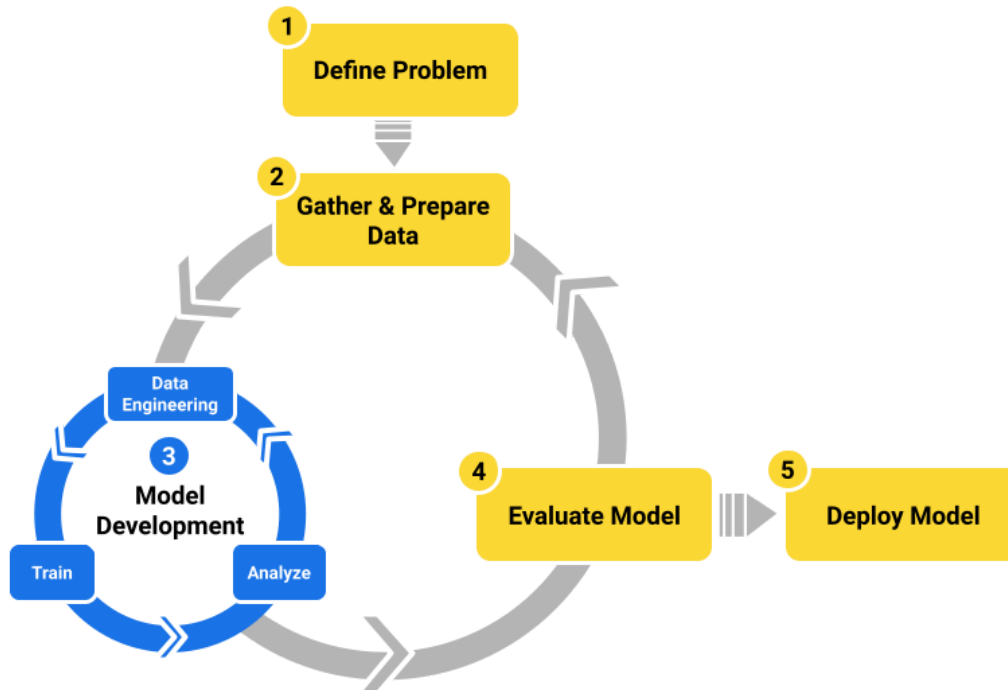 1
Define Problem
2
Gather & Prepare
Data
Data
Engineering
3
Model
Development
Train
Analyze
4
Evaluate Model
5
Deploy Model